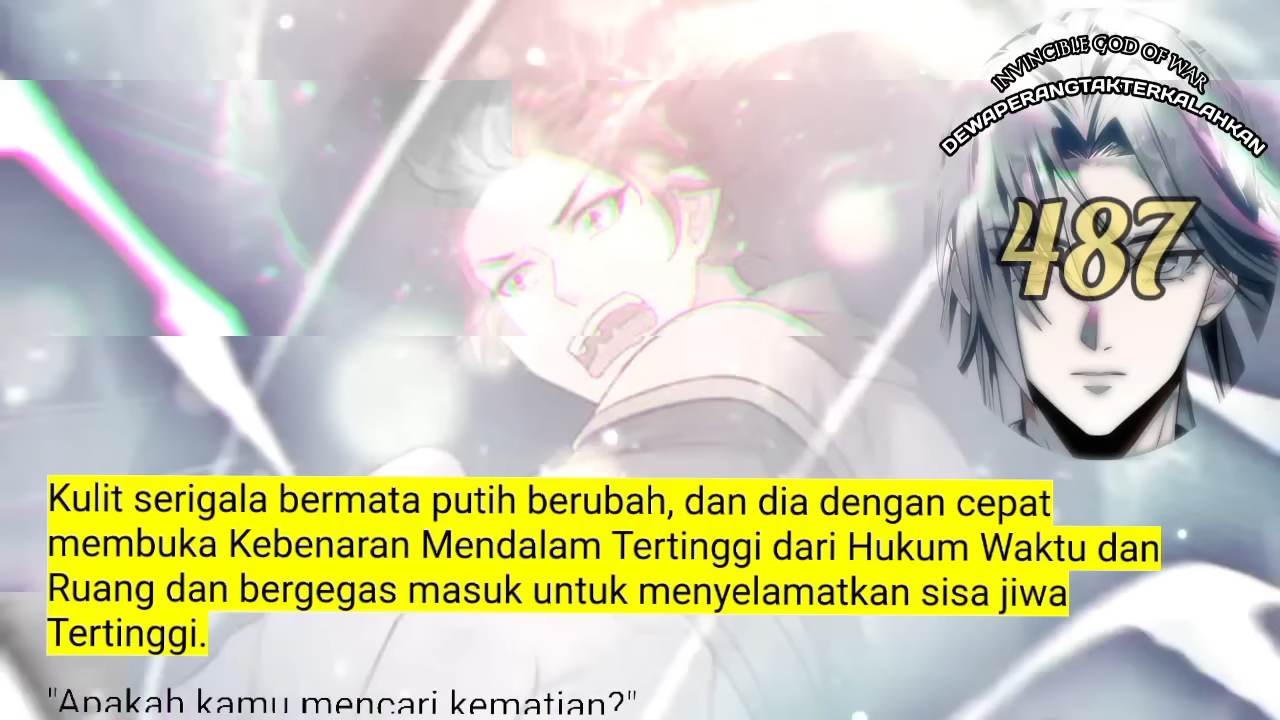 INVINCIBLE GOD OF WAR
DEWAPERANGTAKTERKALAHKAN
487
Kulit serigala bermata putih berubah, dan dia dengan cepat
membuka Kebenaran Mendalam Tertinggi dari Hukum Waktu dan
Ruang dan bergegas masuk untuk menyelamatkan sisa jiwa
Tertinggi.
"Apakah kamu mencari kematian?"